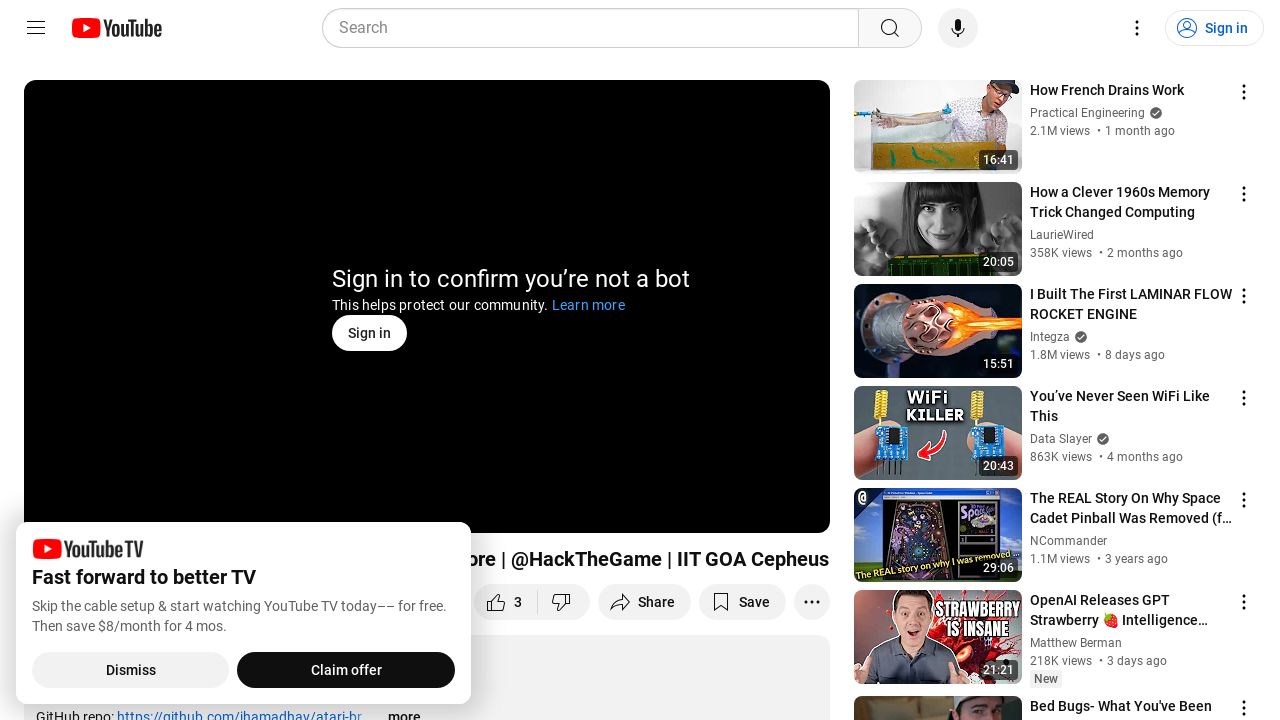 YouTube
Search
Sign in
Sign in to confirm you’re not a bot
This helps protect our community. Learn more
Sign in
ore | @HackTheGame | IIT GOA Cepheus
3
Share
Save
GitHub repo: https://github.com/jhamadhav/atari-br
...more
YouTube TV
Fast forward to better TV
Skip the cable setup & start watching YouTube TV today–– for free.
Then save $8/month for 4 mos.
Dismiss
Claim offer
16:41
How French Drains Work
Practical Engineering
2.1M views • 1 month ago
20:05
How a Clever 1960s Memory
Trick Changed Computing
LaurieWired
358K views • 2 months ago
15:51
I Built The First LAMINAR FLOW
ROCKET ENGINE
Integza
1.8M views • 8 days ago
WiFi
KILLER
20:43
You’ve Never Seen WiFi Like
This
Data Slayer
863K views • 4 months ago
@
The REAL story on why it was removed ...
29:06
The REAL Story On Why Space
Cadet Pinball Was Removed (f...
NCommander
1.1M views • 3 years ago
STRAWBERRY
IS INSANE
21:21
OpenAI Releases GPT
Strawberry 🍓 Intelligence...
Matthew Berman
218K views • 3 days ago
New
Bed Bugs- What You've Been